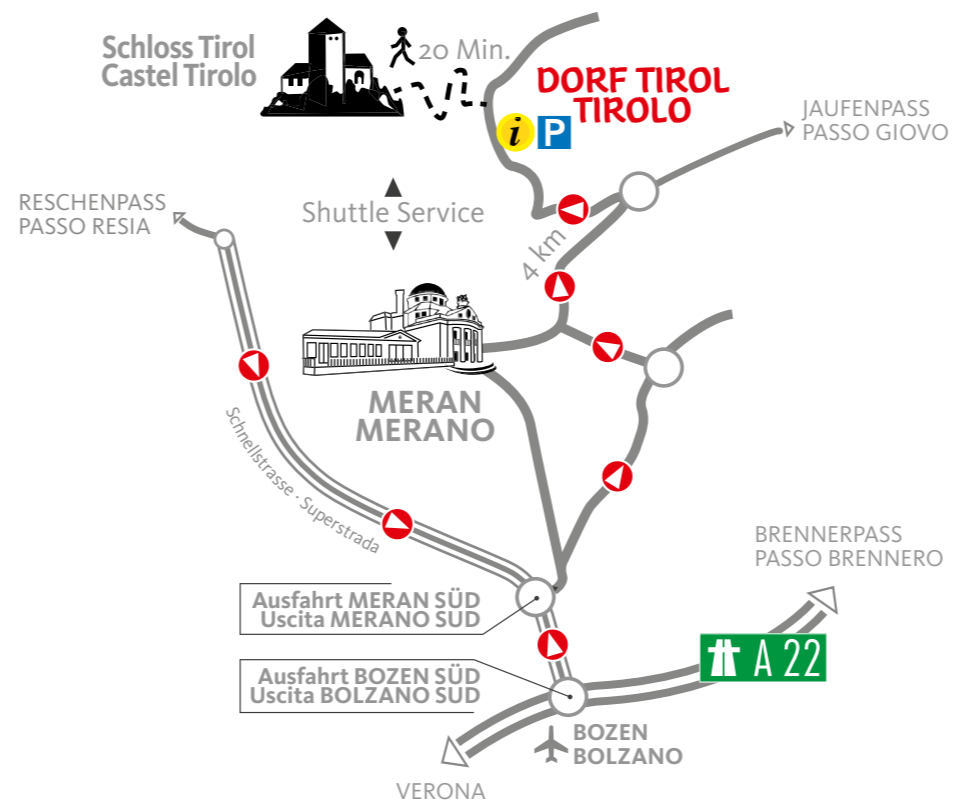 Schloss Tirol
Castel Tirolo
20 Min.
DORF TIROL
TIROLO
i P
JAUFENPASS
PASSO GIOVO
RESCHENPASS
PASSO RESIA
Shuttle Service
4 km
MERAN
MERANO
Schnellstrasse · Superstrada
BRENNERPASS
PASSO BRENNERO
Ausfahrt MERAN SÜD
Uscita MERANO SUD
A 22
Ausfahrt BOZEN SÜD
Uscita BOLZANO SUD
BOZEN
BOLZANO
VERONA